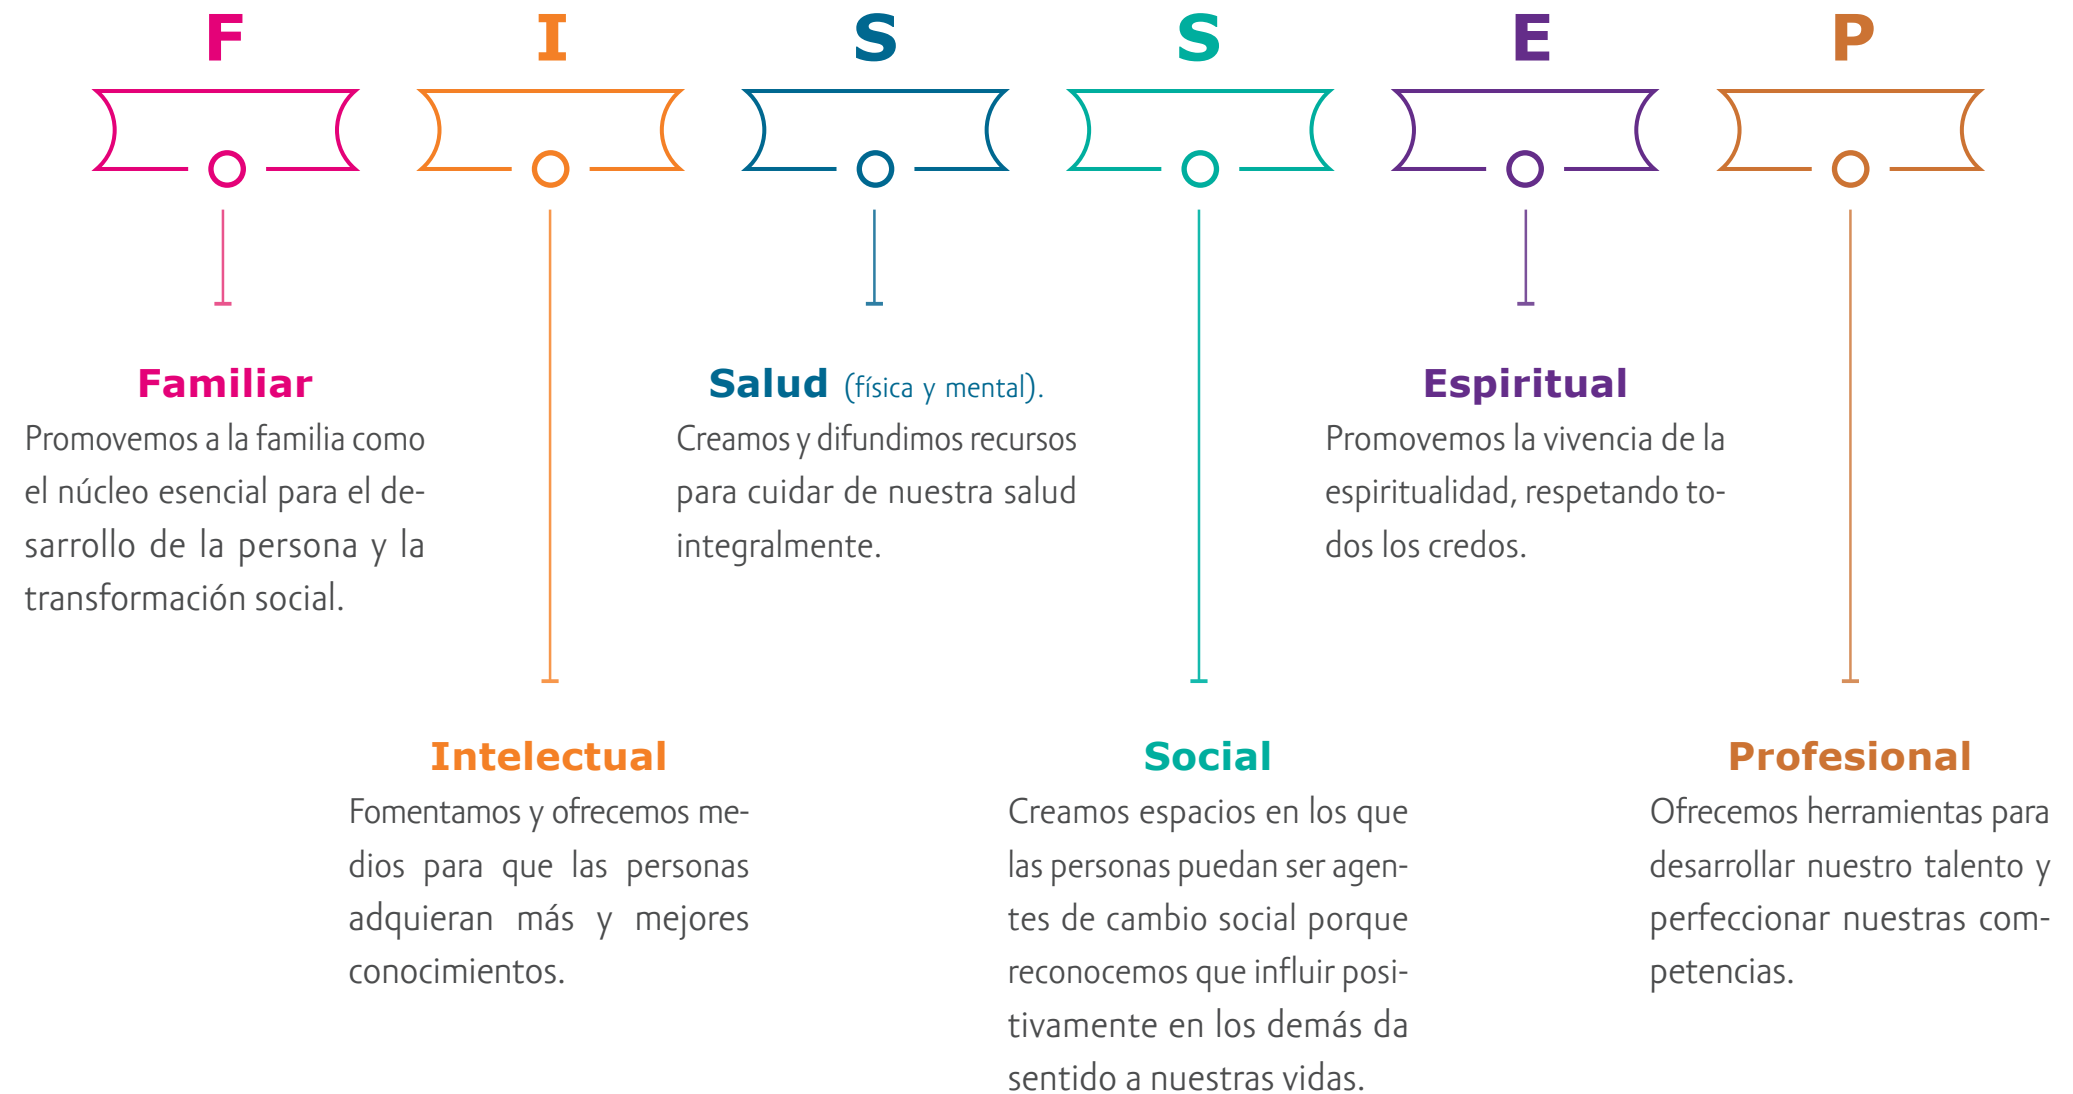 F
I
S
S
E
P
Familiar
Promovemos a la familia como
el núcleo esencial para el de-
sarrollo de la persona y la
transformación social.
Salud (física y mental).
Creamos y difundimos recursos
para cuidar de nuestra salud
integralmente.
Espiritual
Promovemos la vivencia de la
espiritualidad, respetando to-
dos los credos.
Intelectual
Fomentamos y ofrecemos me-
dios para que las personas
adquieran más y mejores
conocimientos.
Social
Creamos espacios en los que
las personas puedan ser agen-
tes de cambio social porque
reconocemos que influir posi-
tivamente en los demás da
sentido a nuestras vidas.
Profesional
Ofrecemos herramientas para
desarrollar nuestro talento y
perfeccionar nuestras com-
petencias.